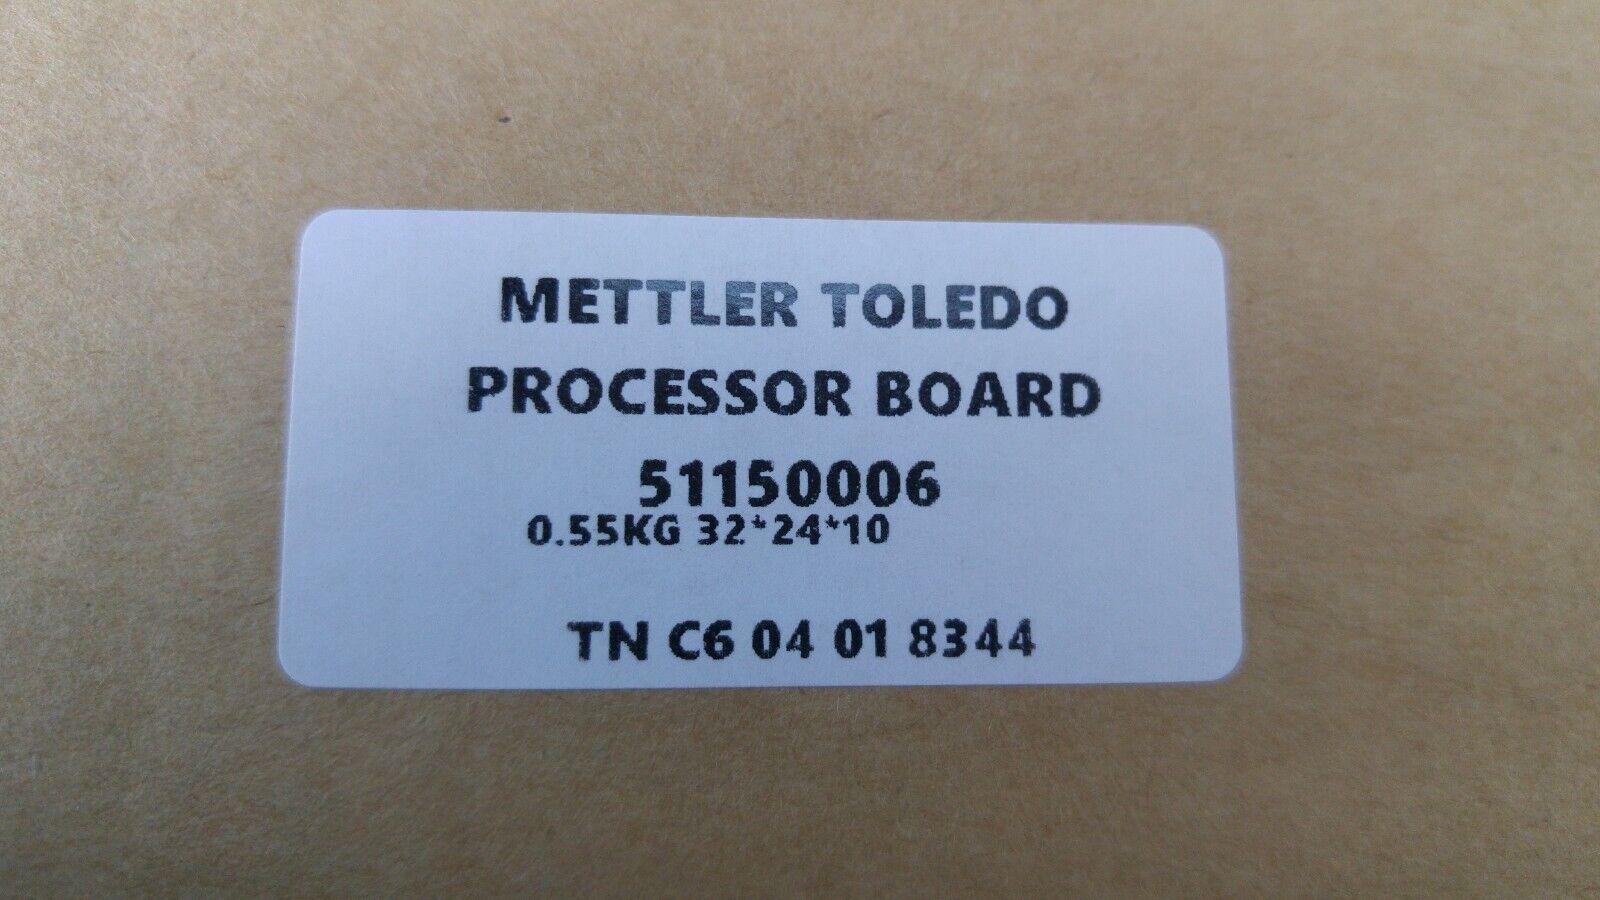 METTLER TOLEDO
PROCESSOR BOARD
51150006
0.55KG 32*24*10
TN C6 04 01 8344